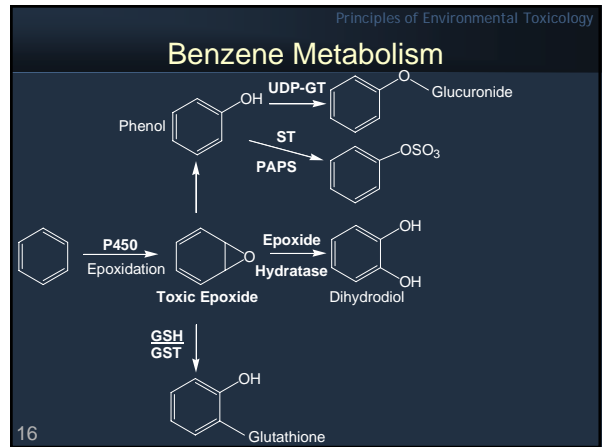 Principles of Environmental Toxicology
Benzene Metabolism
Phenol
OH
UDP-GT
O
Glucuronide
ST
PAPS
OSO3
P450
Epoxidation
O
Toxic Epoxide
Epoxide
Hydratase
OH
OH
Dihydrodiol
GSH
GST
OH
Glutathione
16